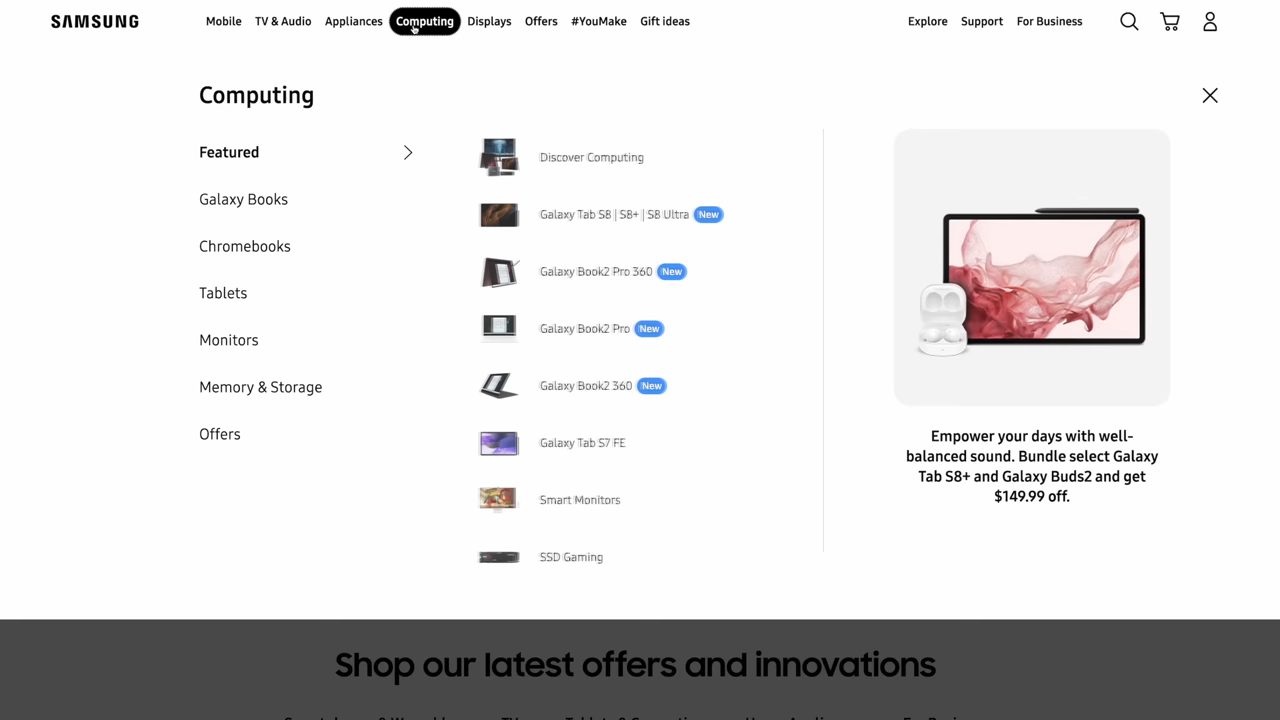 SAMSUNG
Mobile TV & Audio Appliances Computing Displays Offers #YouMake Gift ideas Explore Support For Business
Computing
Featured
Galaxy Books
Chromebooks
Tablets
Monitors
Memory & Storage
Offers
Discover Computing
Galaxy Tab S8 | S8+ | S8 Ultra New
Galaxy Book2 Pro 360 New
Galaxy Book2 Pro New
Galaxy Book2 360 New
Galaxy Tab S7 FE
Smart Monitors
SSD Gaming
Empower your days with well-
balanced sound. Bundle select Galaxy
Tab S8+ and Galaxy Buds2 and get
$149.99 off.
Shop our latest offers and innovations